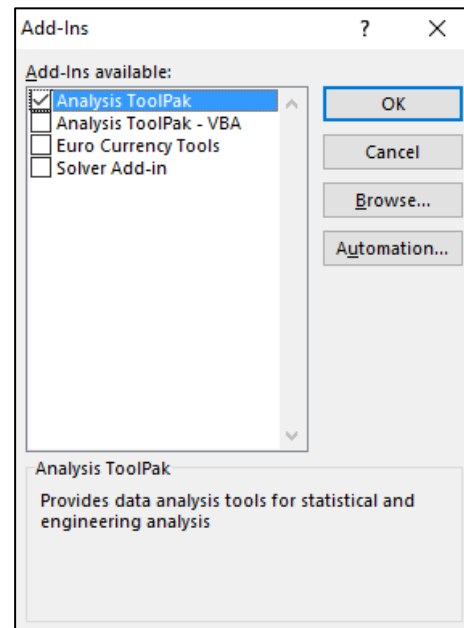 Add-Ins ? ×
Add-Ins available:
Analysis ToolPak
Analysis ToolPak - VBA
Euro Currency Tools
Solver Add-in
OK
Cancel
Browse...
Automation...
Analysis ToolPak
Provides data analysis tools for statistical and
engineering analysis